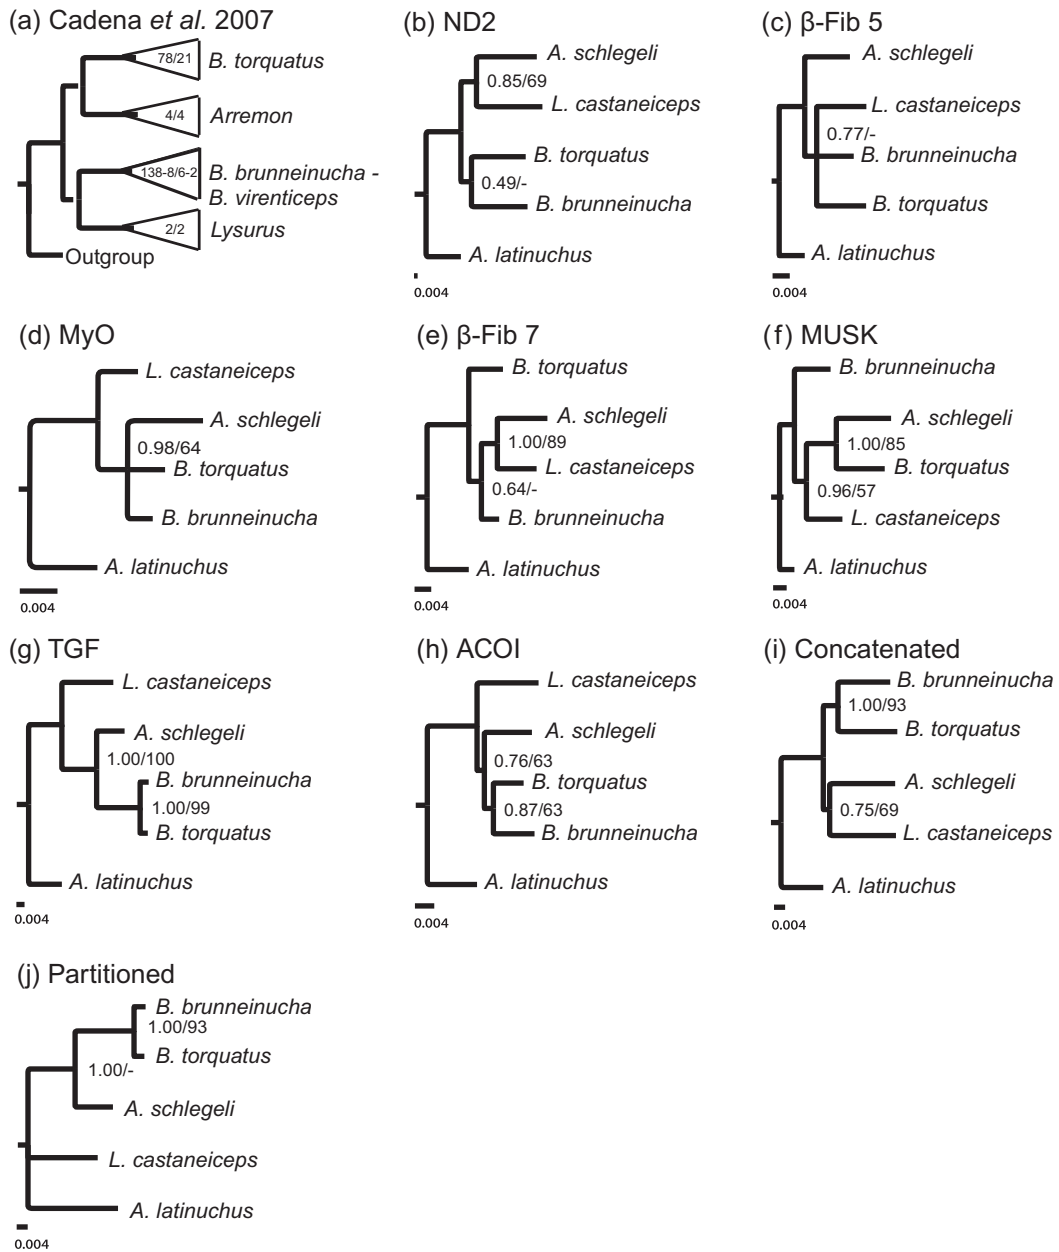 (a) Cadena et al. 2007
78/21
B. torquatus
4/4
Arremon
138-8/6-2
B. brunneinucha -
B. virenticeps
2/2
Lysurus
Outgroup
(b) ND2
A. schlegeli
0.85/69
L. castaneiceps
B. torquatus
0.49/-
B. brunneinucha
A. latinuchus
0.004
(c) β-Fib 5
A. schlegeli
L. castaneiceps
0.77/-
B. brunneinucha
B. torquatus
A. latinuchus
0.004
(d) MyO
L. castaneiceps
A. schlegeli
0.98/64
B. torquatus
B. brunneinucha
A. latinuchus
0.004
(e) β-Fib 7
B. torquatus
A. schlegeli
1.00/89
L. castaneiceps
0.64/-
B. brunneinucha
A. latinuchus
0.004
(f) MUSK
B. brunneinucha
A. schlegeli
1.00/85
B. torquatus
0.96/57
L. castaneiceps
A. latinuchus
0.004
(g) TGF
L. castaneiceps
A. schlegeli
1.00/100
B. brunneinucha
1.00/99
B. torquatus
A. latinuchus
0.004
(h) ACOI
L. castaneiceps
A. schlegeli
0.76/63
B. torquatus
0.87/63
B. brunneinucha
A. latinuchus
0.004
(i) Concatenated
B. brunneinucha
1.00/93
B. torquatus
A. schlegeli
0.75/69
L. castaneiceps
A. latinuchus
0.004
(j) Partitioned
B. brunneinucha
1.00/93
B. torquatus
1.00/-
A. schlegeli
L. castaneiceps
A. latinuchus
0.004